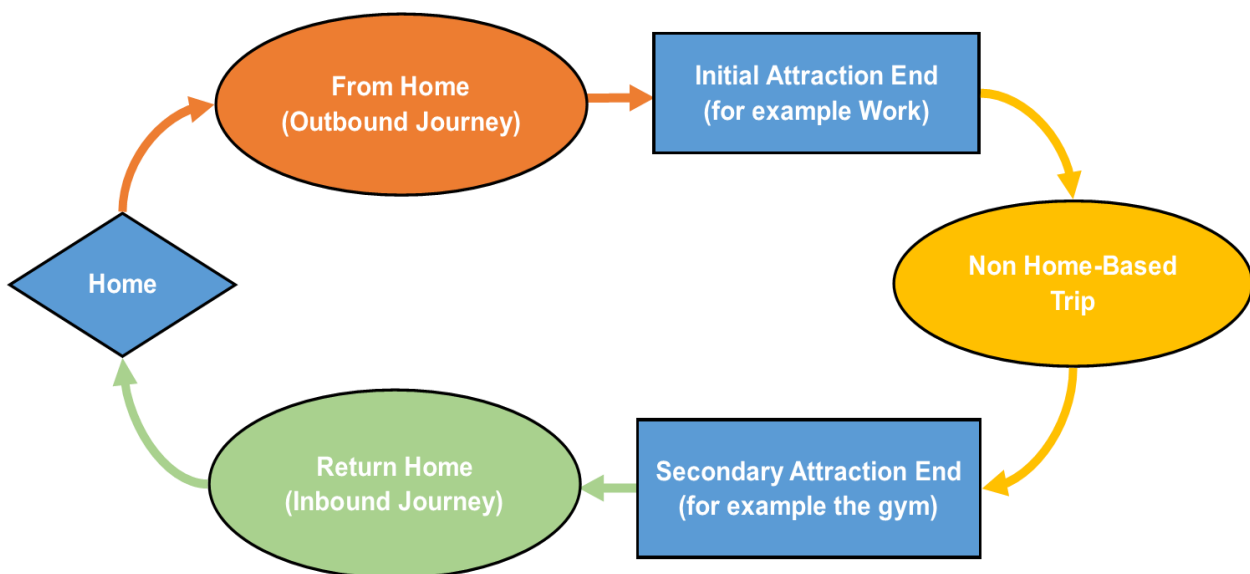 From Home
(Outbound Journey)
Initial Attraction End
(for example Work)
Non Home-Based
Trip
Home
Secondary Attraction End
(for example the gym)
Return Home
(Inbound Journey)